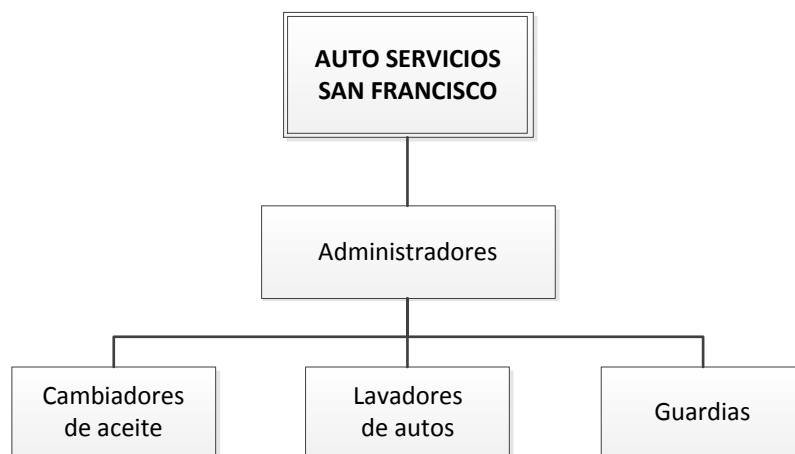 AUTO SERVICIOS
SAN FRANCISCO
Administradores
Cambiadores
de aceite
Lavadores
de autos
Guardias